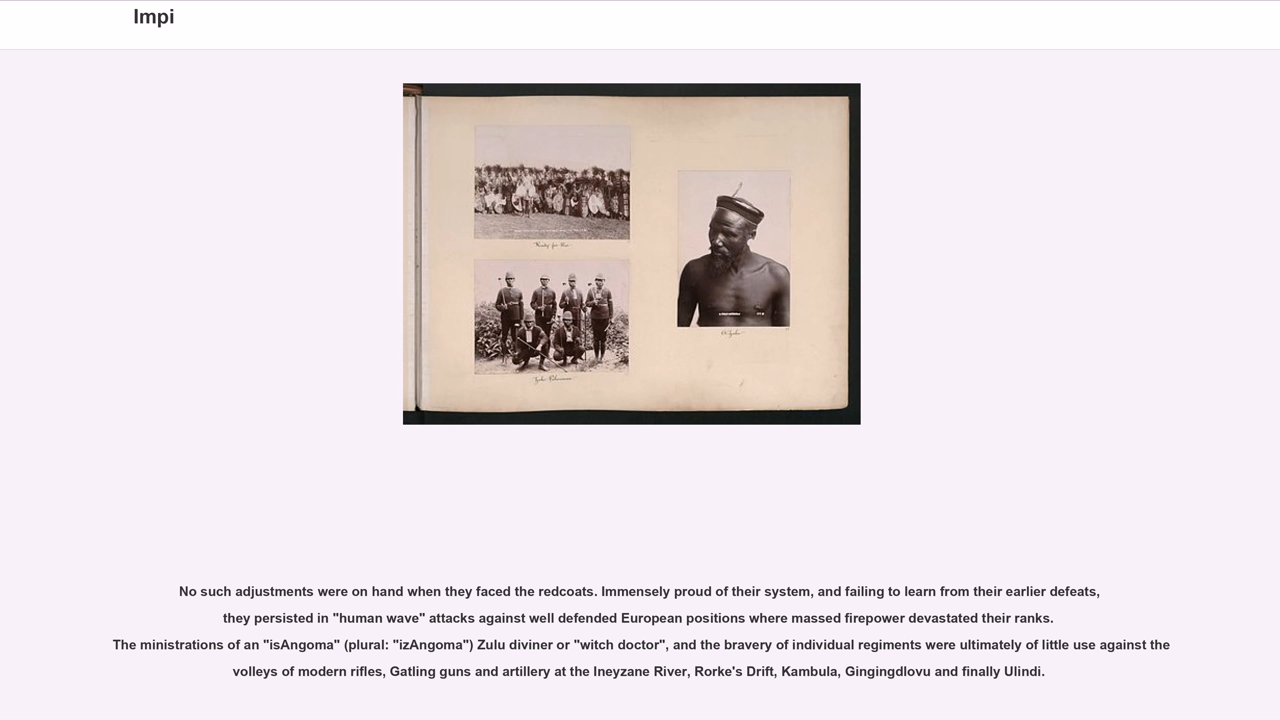 Impi
Zulu Policemen
No such adjustments were on hand when they faced the redcoats. Immensely proud of their system, and failing to learn from their earlier defeats,
they persisted in "human wave" attacks against well defended European positions where massed firepower devastated their ranks.
The ministrations of an "isAngoma" (plural: "izAngoma") Zulu diviner or "witch doctor", and the bravery of individual regiments were ultimately of little use against the
volleys of modern rifles, Gatling guns and artillery at the Ineyzane River, Rorke's Drift, Kambula, Gingingdlovu and finally Ulindi.